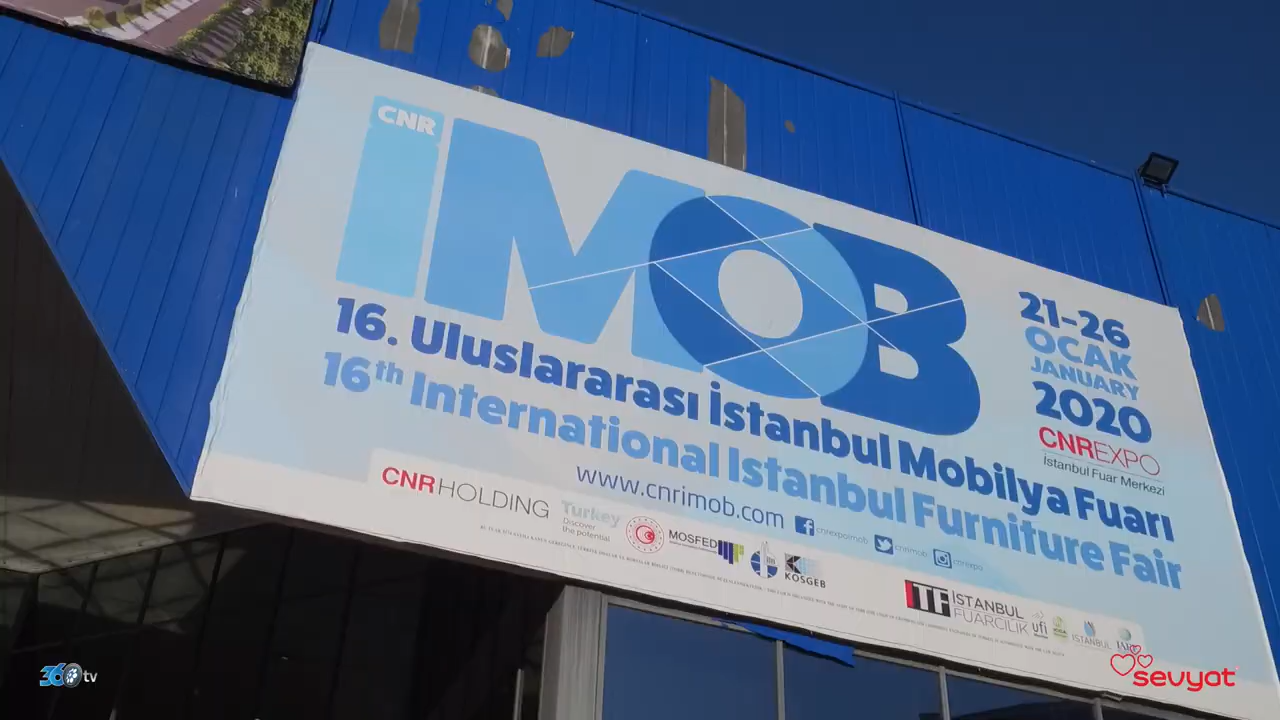 CNR
iMOB
16. Uluslararası İstanbul Mobilya Fuarı
16th International Istanbul Furniture Fair
21-26
OCAK
JANUARY
2020
CNREXPO
İstanbul Fuar Merkezi
www.cnrimob.com
cnrexpoimob
cnrimob
cnrexpo
CNR HOLDING
Turkey
Discover
the potential
MOSFED
KOSGEB
ITF İSTANBUL
FUARCILIK
ufi
İSTANBUL
360tv
sevyat